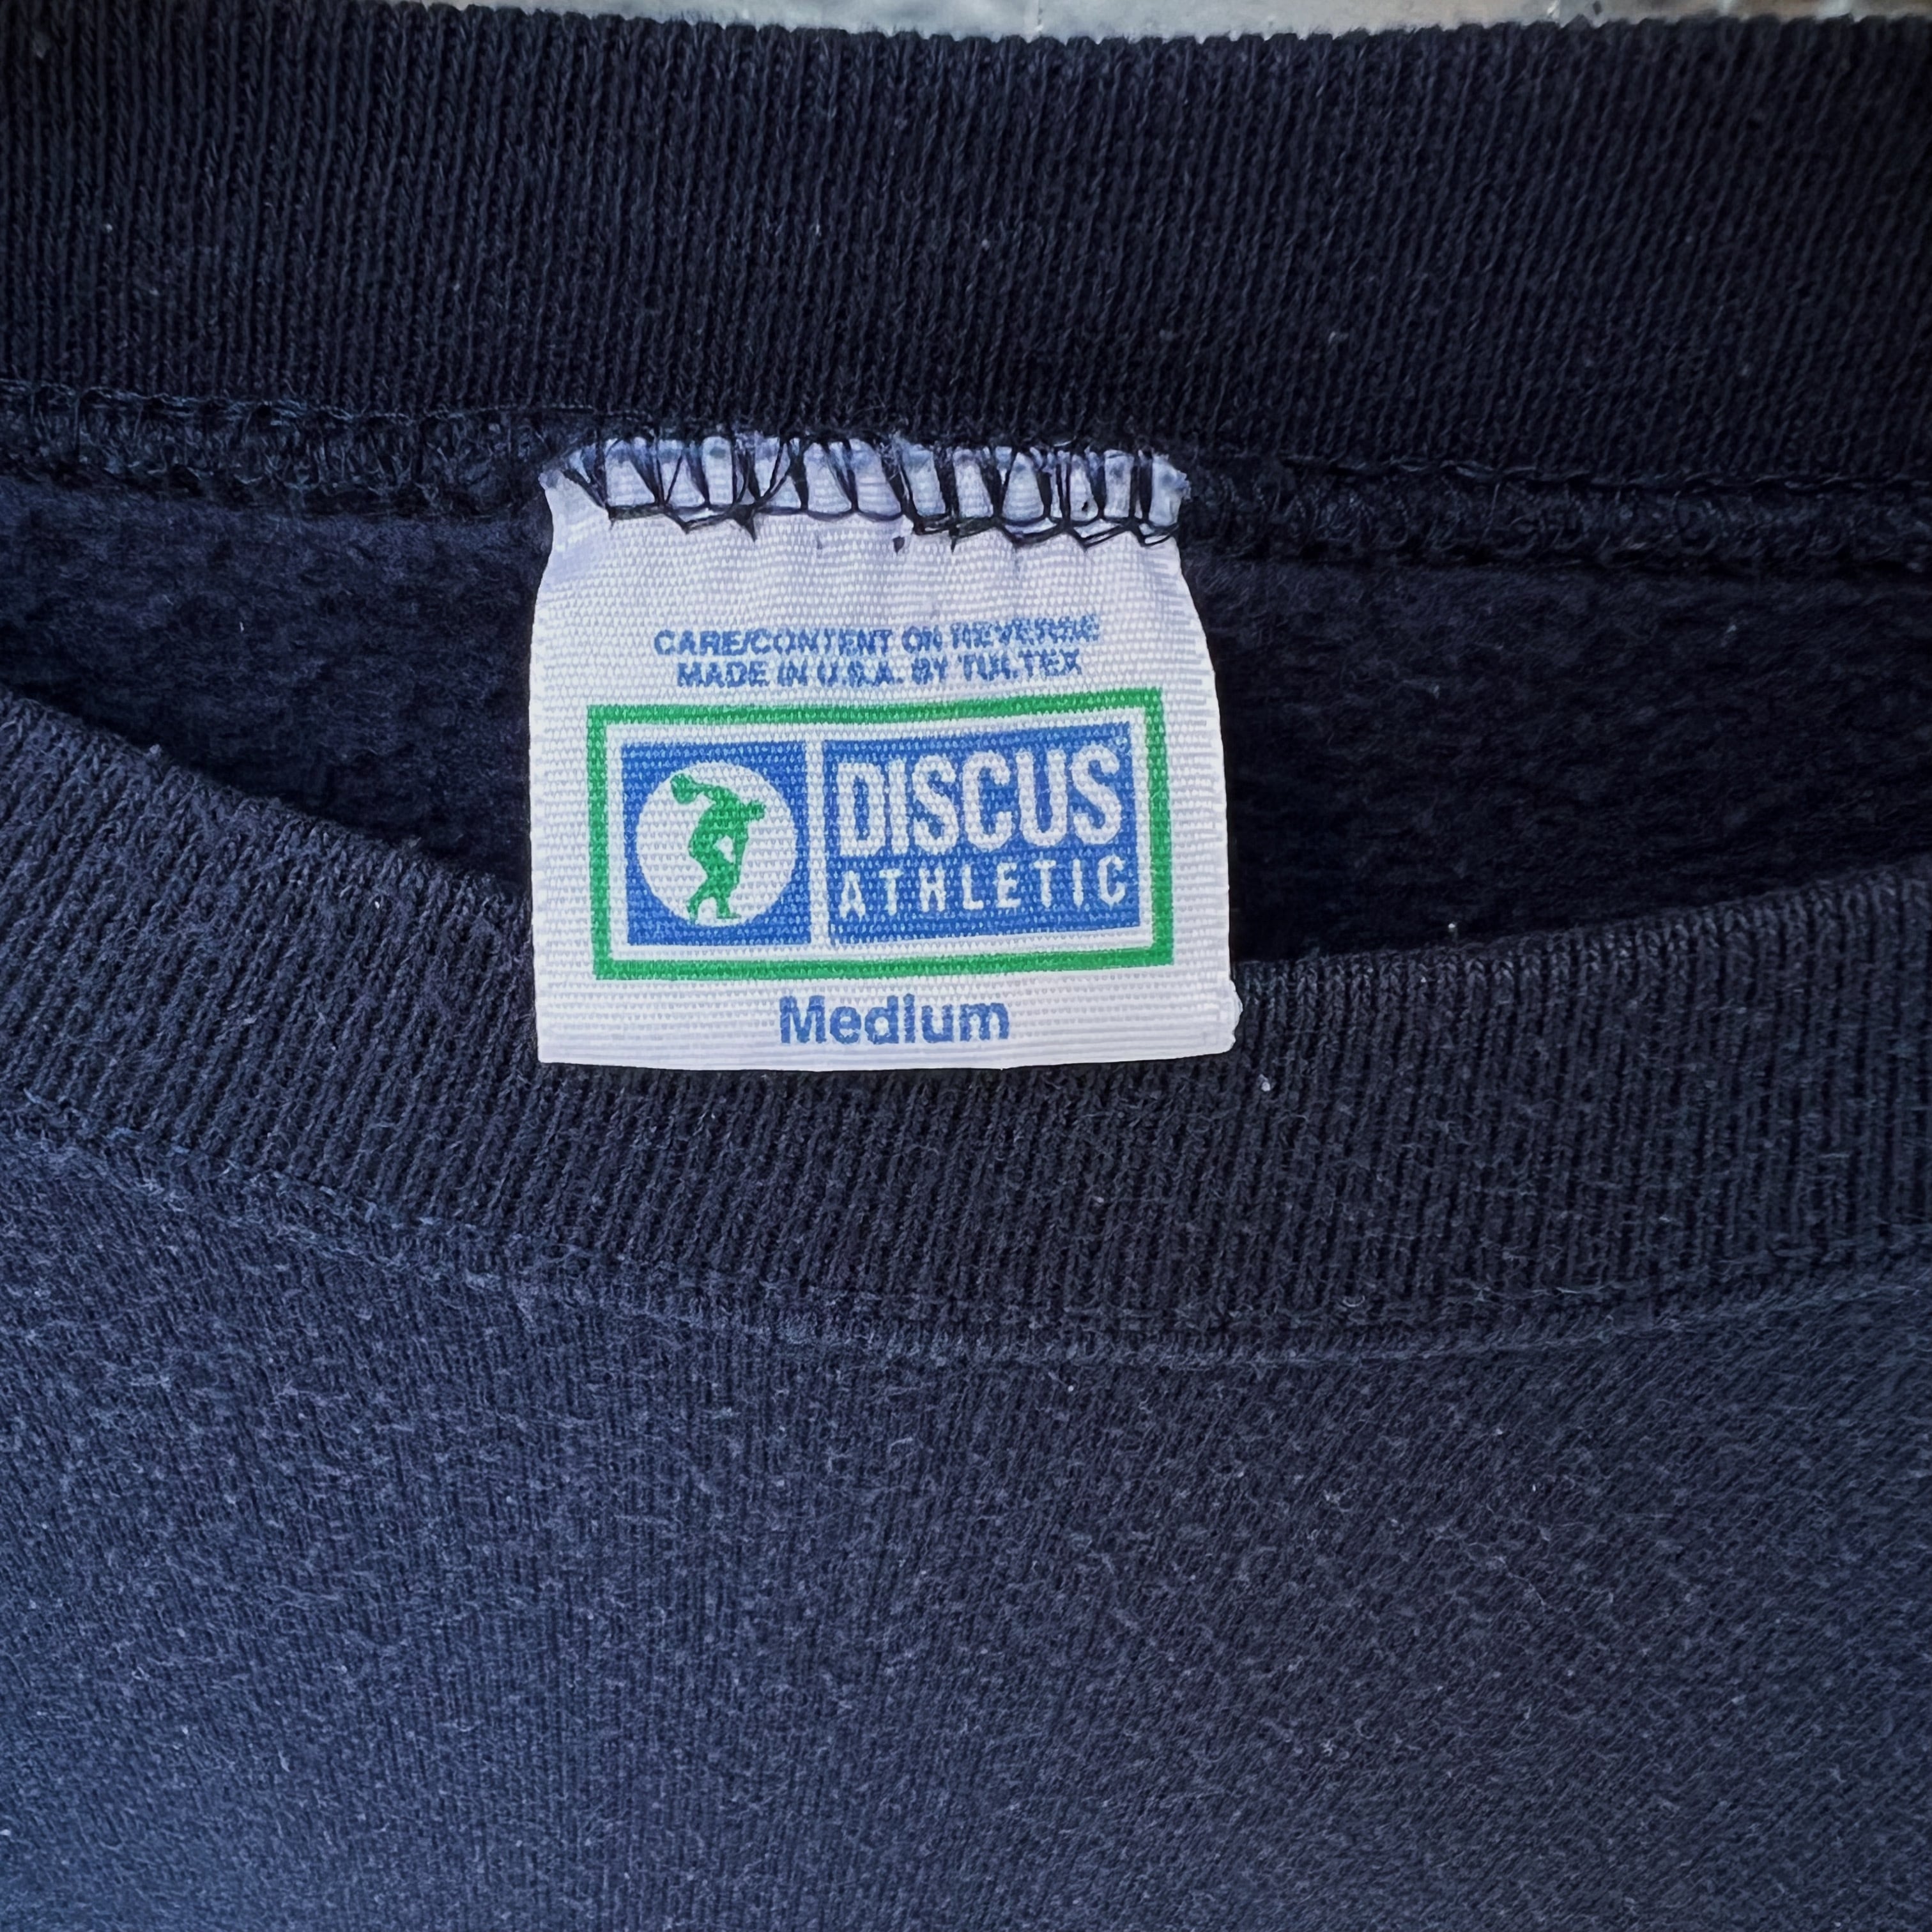 CARE/CONTENT ON REVERSE
MADE IN U.S.A. BY TULTEX
DISCUS
ATHLETIC
Medium